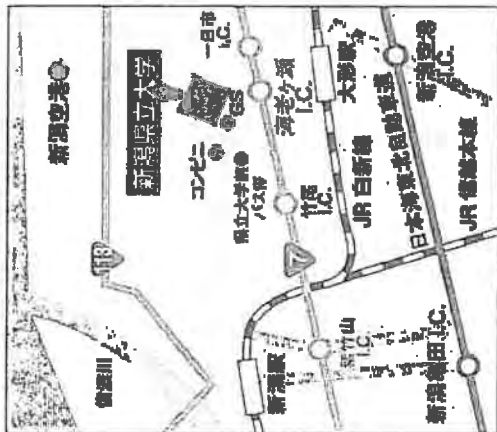 新潟空港
113
新潟県立大学
一日市
I.C.
GS
コンビニ
海老ケ瀬
I.C.
県立大学前
バス停
竹尾
I.C.
7
大形駅
JR 白新線
新潟空港
I.C.
日本海東北自動車道
JR 信越本線
信濃川
新潟駅
紫竹山
I.C.
新潟亀田 I.C.